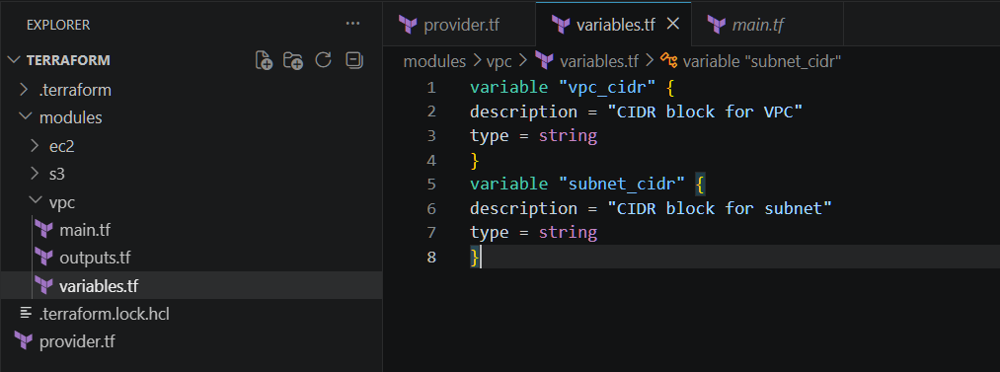 EXPLORER
TERRAFORM
.terraform
modules
ec2
s3
vpc
main.tf
outputs.tf
variables.tf
.terraform.lock.hcl
provider.tf
provider.tf
variables.tf
main.tf
modules > vpc > variables.tf > variable "subnet_cidr"
1 variable "vpc_cidr" {
2 description = "CIDR block for VPC"
3 type = string
4 }
5 variable "subnet_cidr" {
6 description = "CIDR block for subnet"
7 type = string
8 }